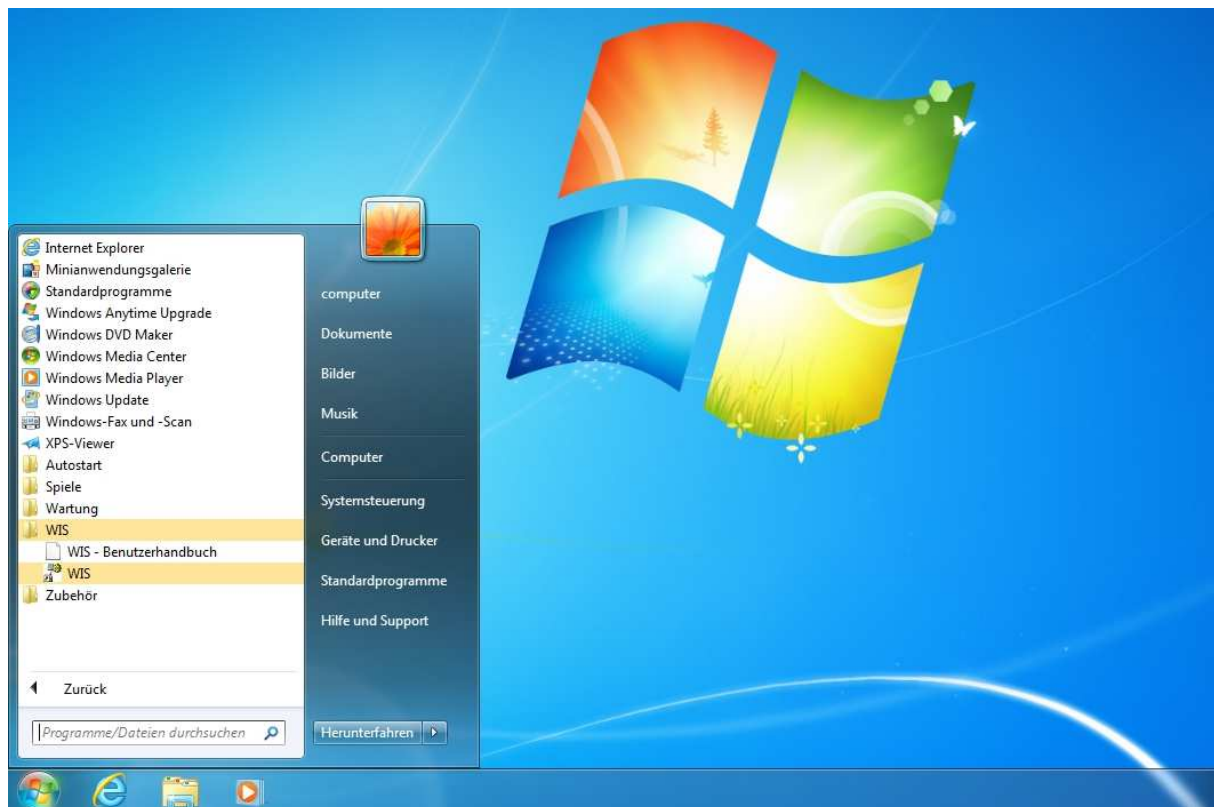 Internet Explorer
Minianwendungsgalerie
Standardprogramme
Windows Anytime Upgrade
Windows DVD Maker
Windows Media Center
Windows Media Player
Windows Update
Windows-Fax und -Scan
XPS-Viewer
Autostart
Spiele
Wartung
WIS
WIS - Benutzerhandbuch
WIS
Zubehör
Zurück
Programme/Dateien durchsuchen
computer
Dokumente
Bilder
Musik
Computer
Systemsteuerung
Geräte und Drucker
Standardprogramme
Hilfe und Support
Herunterfahren